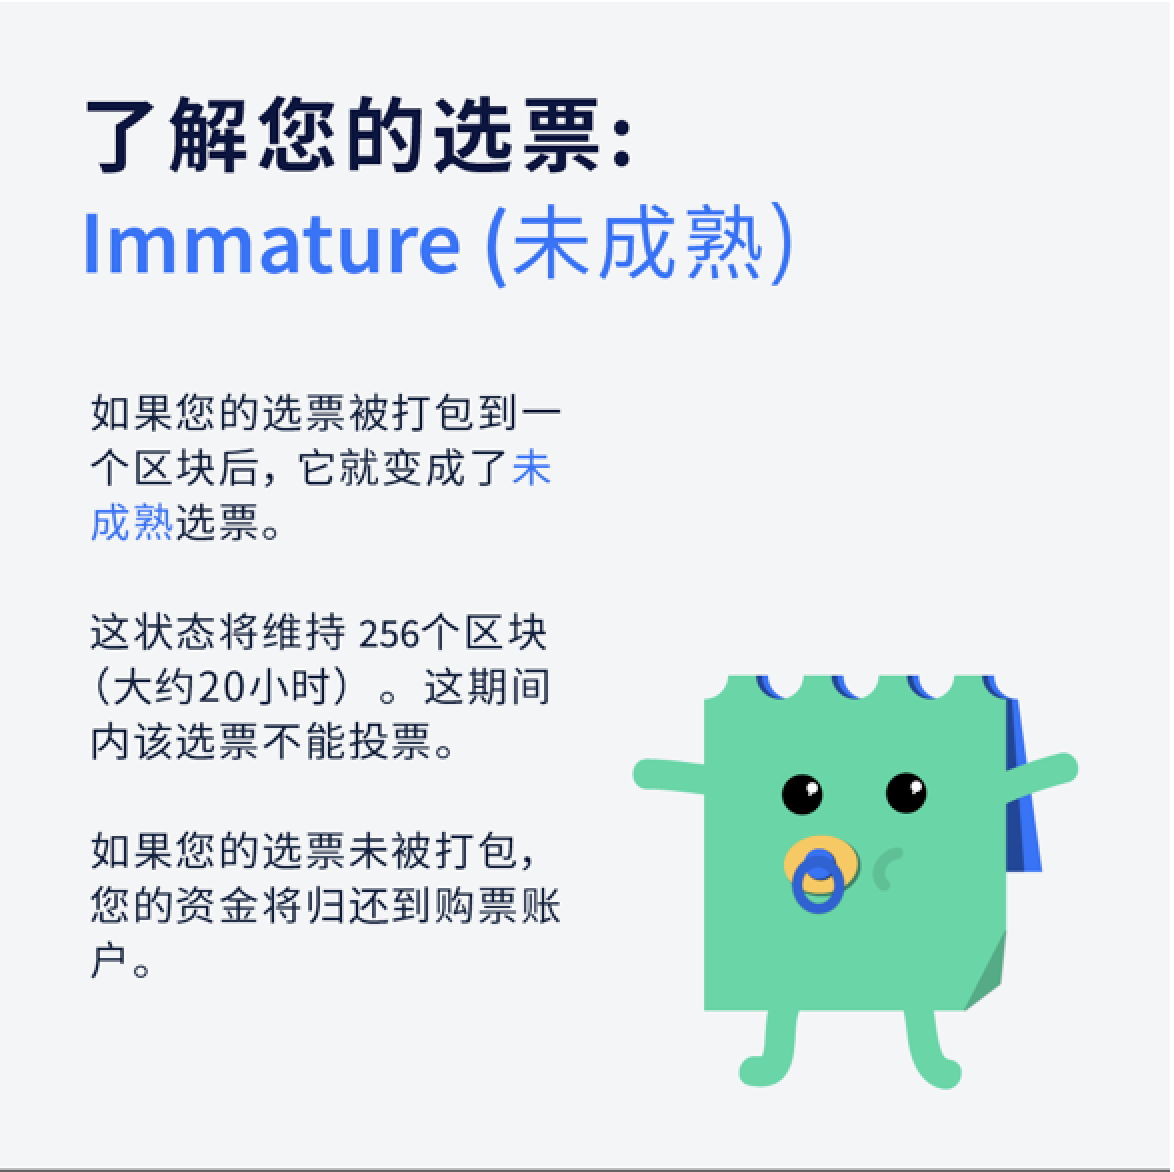 了解您的选票:
Immature (未成熟)
如果您的选票被打包到一
个区块后，它就变成了未
成熟选票。
这状态将维持 256个区块
（大约20小时）。这期间
内该选票不能投票。
如果您的选票未被打包，
您的资金将归还到购票账
户。